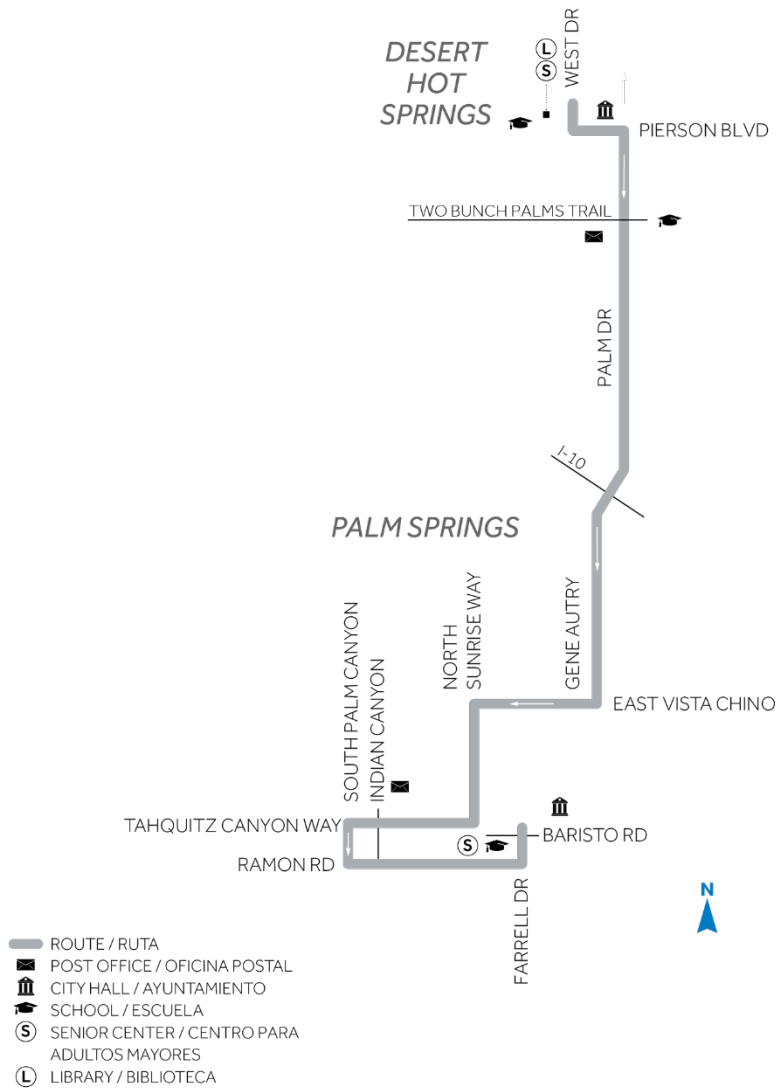 DESERT
HOT
SPRINGS
L
S
WEST DR
PIERSON BLVD
TWO BUNCH PALMS TRAIL
PALM DR
I-10
PALM SPRINGS
SOUTH PALM CANYON
INDIAN CANYON
NORTH
SUNRISE WAY
GENE AUTRY
EAST VISTA CHINO
TAHQUITZ CANYON WAY
BARISTO RD
S
RAMON RD
FARRELL DR
N
ROUTE / RUTA
POST OFFICE / OFICINA POSTAL
CITY HALL / AYUNTAMIENTO
SCHOOL / ESCUELA
S SENIOR CENTER / CENTRO PARA
ADULTOS MAYORES
L LIBRARY / BIBLIOTECA